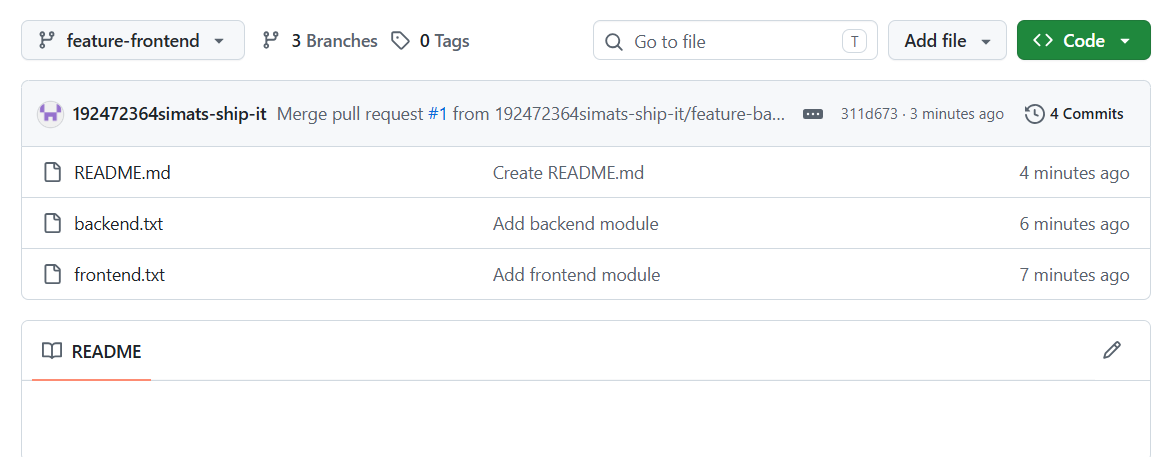 feature-frontend 3 Branches 0 Tags Go to file T Add file Code
192472364simats-ship-it Merge pull request #1 from 192472364simats-ship-it/feature-ba... 311d673 · 3 minutes ago 4 Commits
README.md Create README.md 4 minutes ago
backend.txt Add backend module 6 minutes ago
frontend.txt Add frontend module 7 minutes ago
README